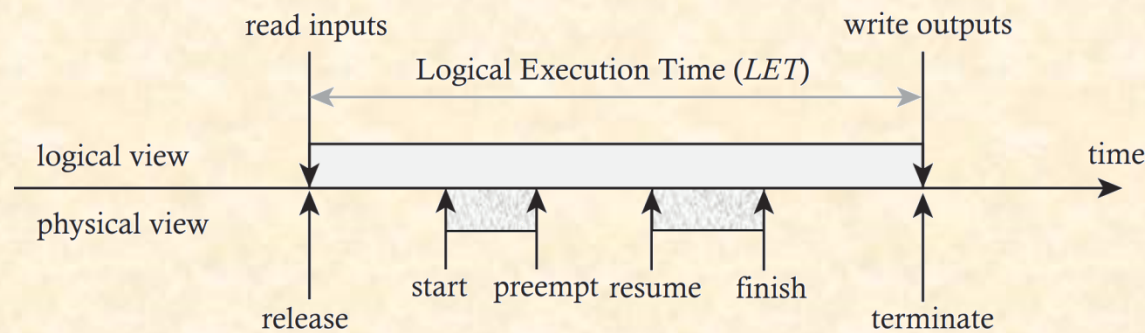 read inputs
write outputs
Logical Execution Time (LET)
logical view
time
physical view
start preempt resume finish
release
terminate